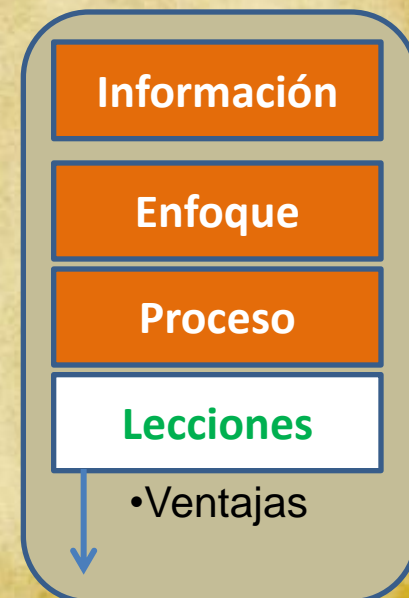 Información
Enfoque
Proceso
Lecciones
•Ventajas